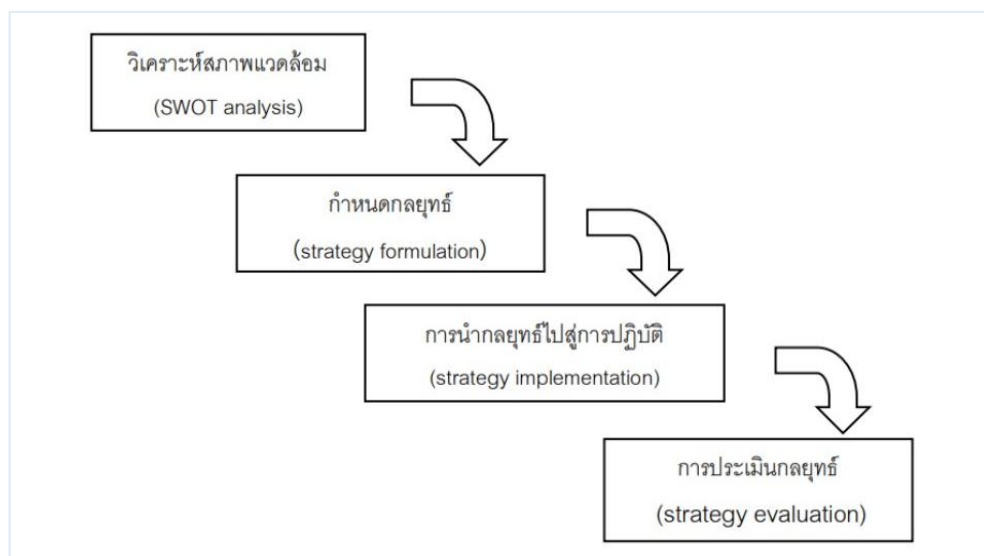 วิเคราะห์สภาพแวดล้อม
(SWOT analysis)
กำหนดกลยุทธ์
(strategy formulation)
การนำกลยุทธ์ไปสู่การปฏิบัติ
(strategy implementation)
การประเมินกลยุทธ์
(strategy evaluation)